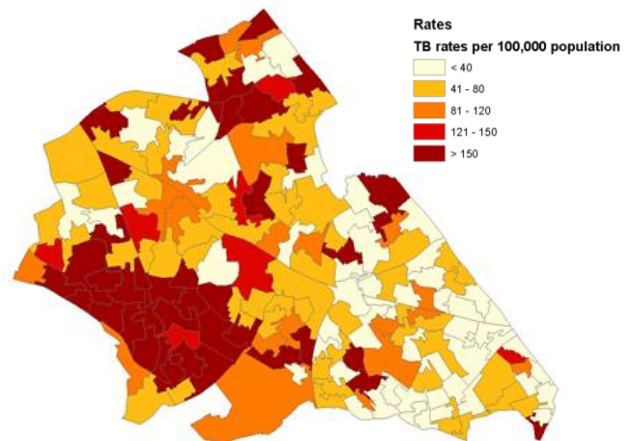 Rates
TB rates per 100,000 population
< 40
41 - 80
81 - 120
121 - 150
> 150